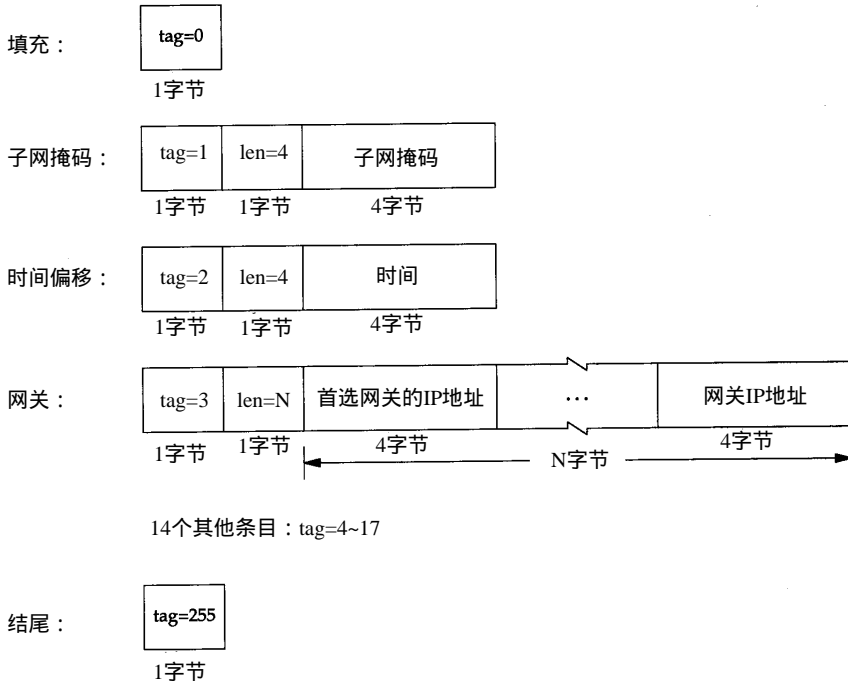 填充： tag=0
1字节
子网掩码： tag=1 len=4 子网掩码
1字节 1字节 4字节
时间偏移： tag=2 len=4 时间
1字节 1字节 4字节
网关： tag=3 len=N 首选网关的IP地址 … 网关IP地址
1字节 1字节 4字节 4字节
N字节
14个其他条目：tag=4~17
结尾： tag=255
1字节